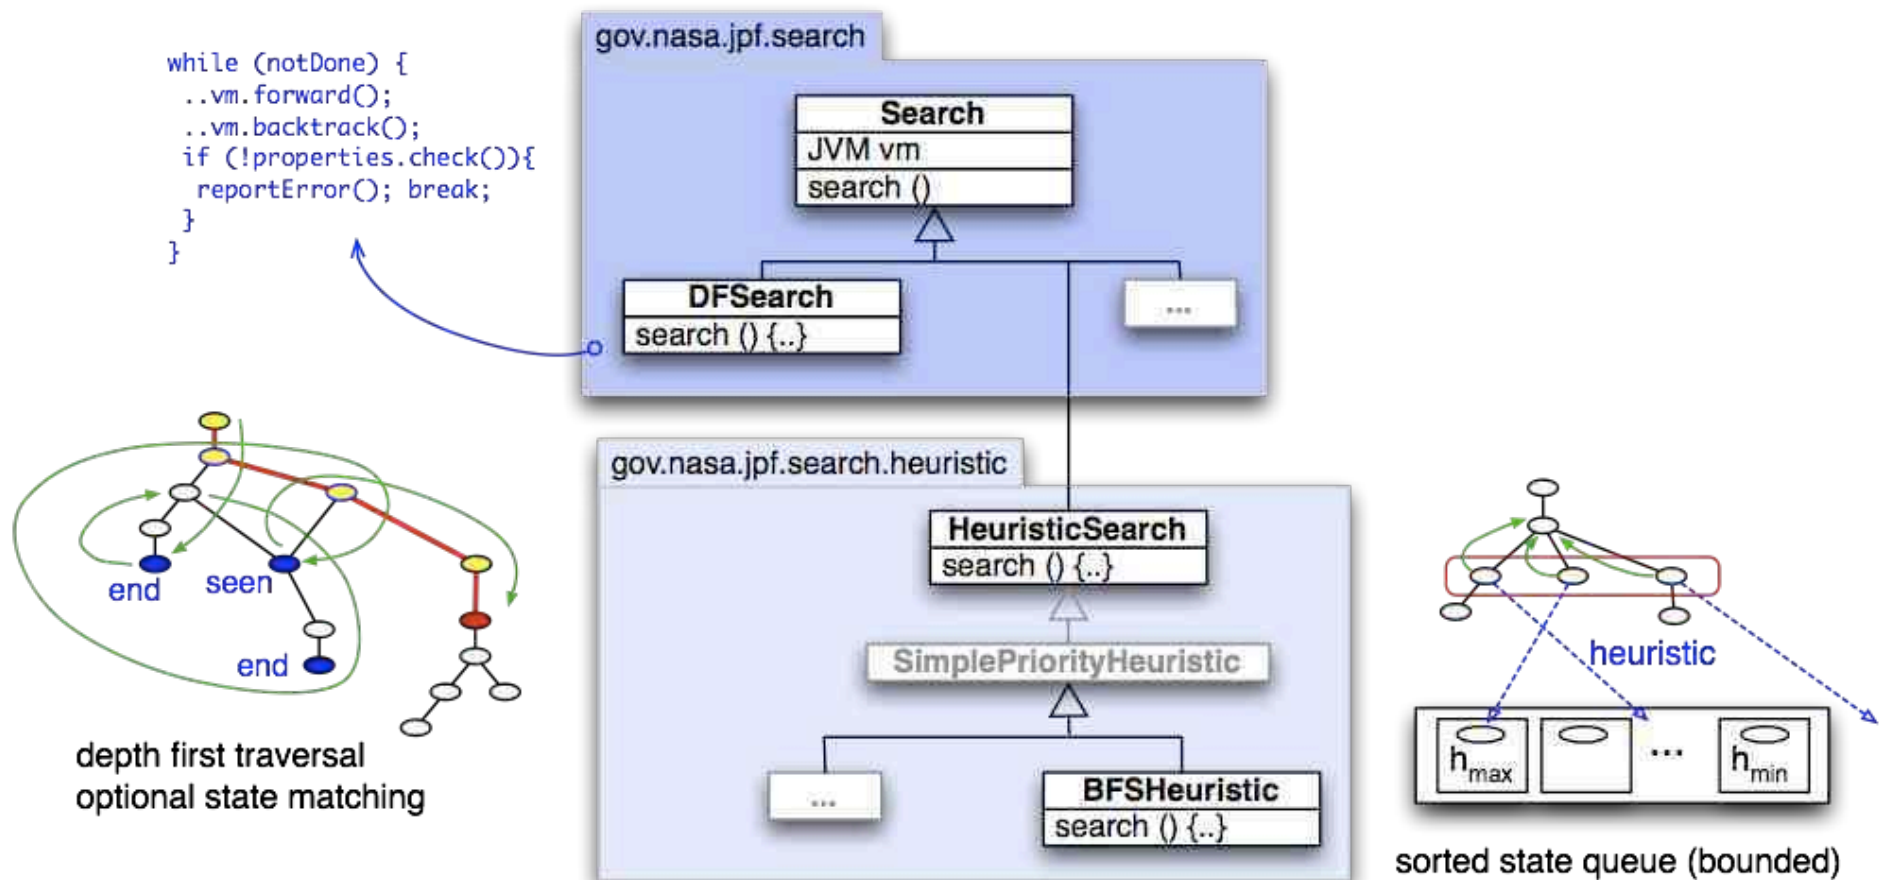 while (notDone) {
..vm.forward();
..vm.backtrack();
if (!properties.check()){
reportError(); break;
}
}
gov.nasa.jpf.search
Search
JVM vm
search ()
DFSearch
search () {..}
...
end
seen
end
depth first traversal
optional state matching
gov.nasa.jpf.search.heuristic
HeuristicSearch
search () {..}
SimplePriorityHeuristic
...
BFSHeuristic
search () {..}
heuristic
hmax
...
hmin
sorted state queue (bounded)